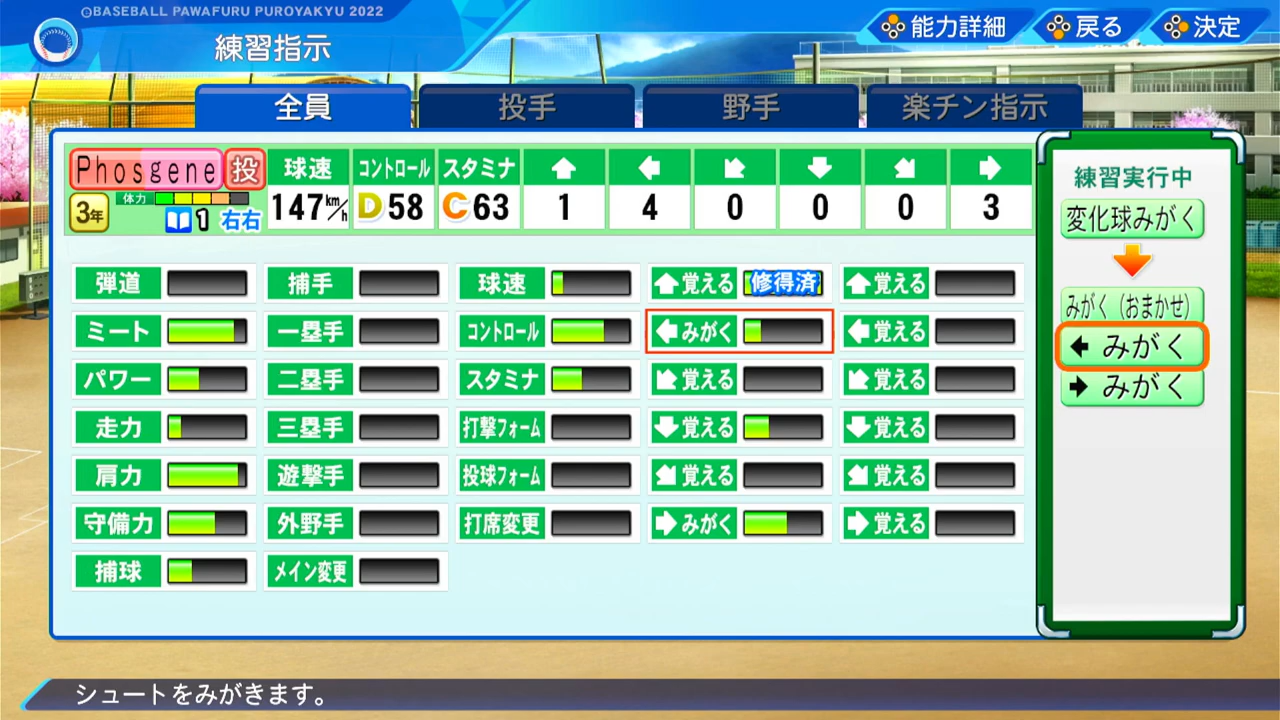 ©BASEBALL PAWAFURU PUROYAKYU 2022
練習指示
能力詳細 戻る 決定
全員 投手 野手 楽チン指示
Phosgene 投 球速 コントロール スタミナ ⬆ ⬅ ⬋ ⬇ ⬊ ➡
3年 体力 1 右右 147km/h D58 C63 1 4 0 0 0 3
弾道 捕手 球速 ⬆覚える 修得済 ⬆覚える
ミート 一塁手 コントロール ⬅みがく ⬅覚える
パワー 二塁手 スタミナ ⬋覚える ⬋覚える
走力 三塁手 打撃フォーム ⬇覚える ⬇覚える
肩力 遊撃手 投球フォーム ⬊覚える ⬊覚える
守備力 外野手 打席変更 ➡みがく ➡覚える
捕球 メイン変更
練習実行中
変化球みがく
みがく(おまかせ)
⬅ みがく
➡ みがく
シュートをみがきます。